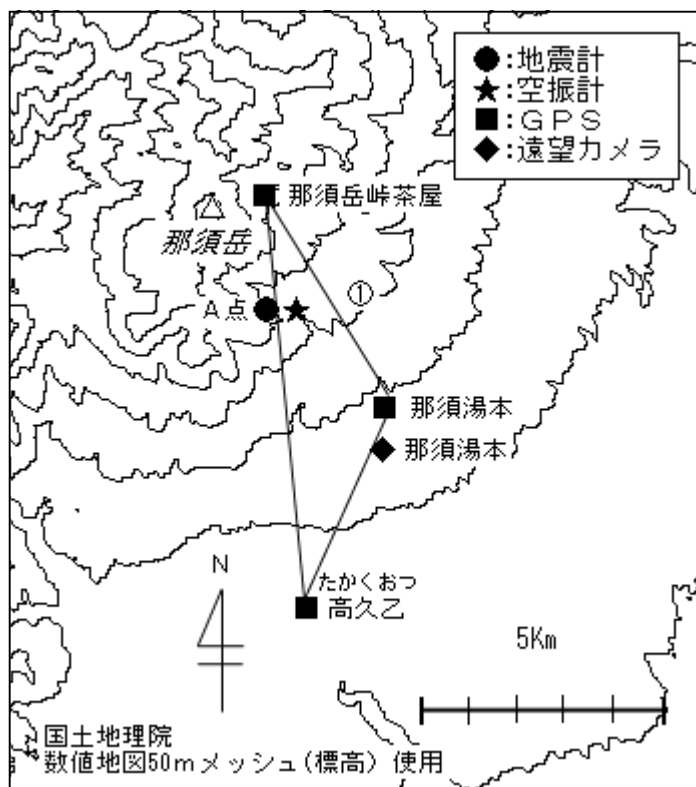 ●:地震計
★:空振計
■:GPS
◆:遠望カメラ
那須岳峠茶屋
那須岳
①
A点
那須湯本
那須湯本
たかくおつ
高久乙
N
5Km
国土地理院
数値地図50mメッシュ(標高) 使用